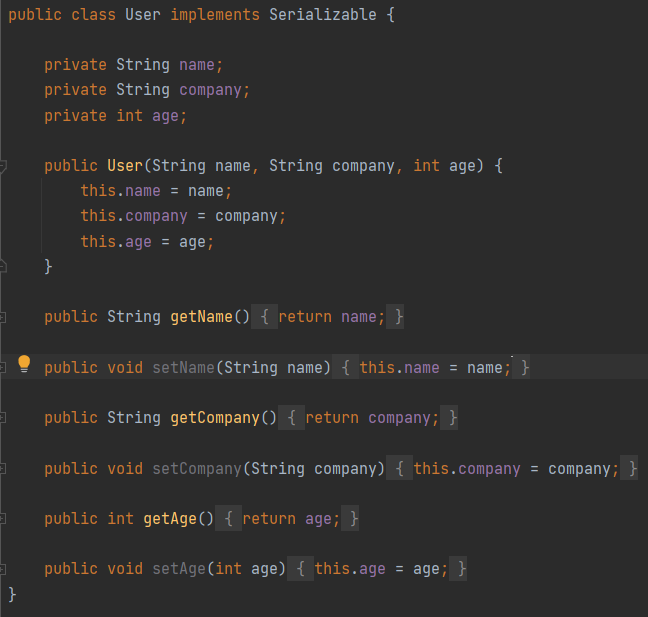 public class User implements Serializable {
private String name;
private String company;
private int age;
public User(String name, String company, int age) {
this.name = name;
this.company = company;
this.age = age;
}
public String getName() { return name; }
public void setName(String name) { this.name = name; }
public String getCompany() { return company; }
public void setCompany(String company) { this.company = company; }
public int getAge() { return age; }
public void setAge(int age) { this.age = age; }
}